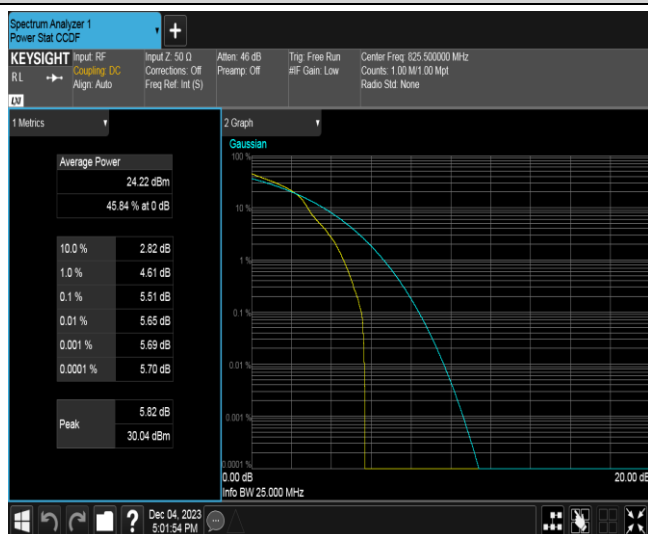 Spectrum Analyzer 1
Power Stat CCDF
+
KEYSIGHT
R L
LXI
Input: RF
Coupling: DC
Align: Auto
Input Z: 50 Ω
Corrections: Off
Freq Ref: Int (S)
Atten: 46 dB
Preamp: Off
Trig: Free Run
#IF Gain: Low
Center Freq: 825.500000 MHz
Counts: 1.00 M/1.00 Mpt
Radio Std: None
1 Metrics
Average Power
24.22 dBm
45.84 % at 0 dB
10.0 % 2.82 dB
1.0 % 4.61 dB
0.1 % 5.51 dB
0.01 % 5.65 dB
0.001 % 5.69 dB
0.0001 % 5.70 dB
Peak
5.82 dB
30.04 dBm
2 Graph
Gaussian
100 %
10 %
1 %
0.1 %
0.01 %
0.001 %
0.0001 %
0.00 dB 20.00 dB
Info BW 25.000 MHz
?
Dec 04, 2023
5:01:54 PM